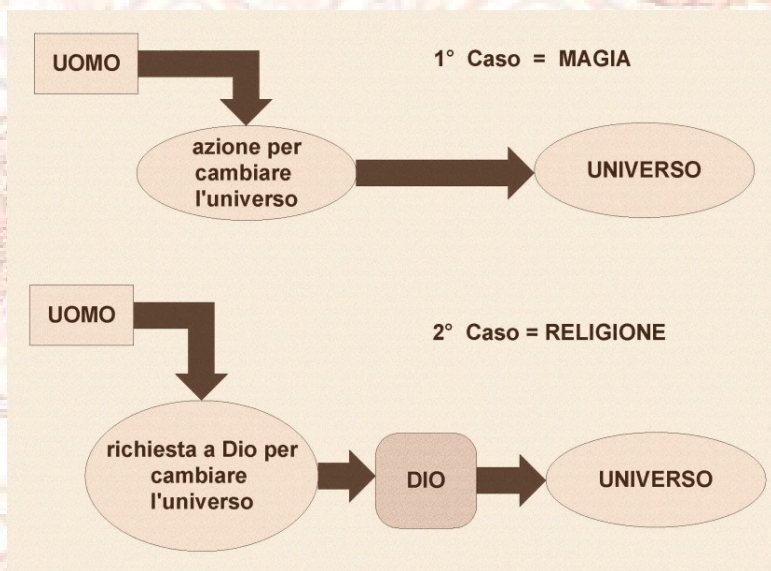 UOMO
1° Caso = MAGIA
azione per
cambiare
l'universo
UNIVERSO
UOMO
2° Caso = RELIGIONE
richiesta a Dio per
cambiare
l'universo
DIO
UNIVERSO